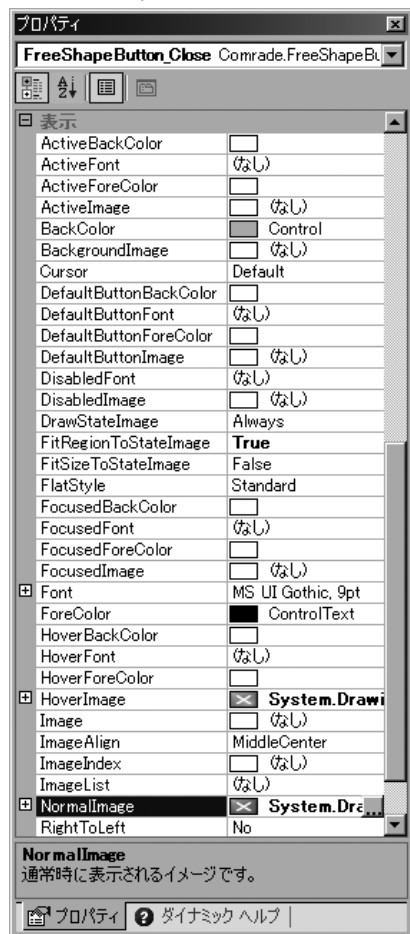 プロパティ
FreeShapeButton_Close Comrade.FreeShapeBu
表示
ActiveBackColor
ActiveFont (なし)
ActiveForeColor
ActiveImage (なし)
BackColor Control
BackgroundImage (なし)
Cursor Default
DefaultButtonBackColor
DefaultButtonFont (なし)
DefaultButtonForeColor
DefaultButtonImage (なし)
DisabledFont (なし)
DisabledImage (なし)
DrawStateImage Always
FitRegionToStateImage True
FitSizeToStateImage False
FlatStyle Standard
FocusedBackColor
FocusedFont (なし)
FocusedForeColor
FocusedImage (なし)
Font MS UI Gothic, 9pt
ForeColor ControlText
HoverBackColor
HoverFont (なし)
HoverForeColor
HoverImage System.Drawi
Image (なし)
ImageAlign MiddleCenter
ImageIndex (なし)
ImageList (なし)
NormalImage System.Dra...
RightToLeft No
NormalImage
通常時に表示されるイメージです。
プロパティ ダイナミック ヘルプ